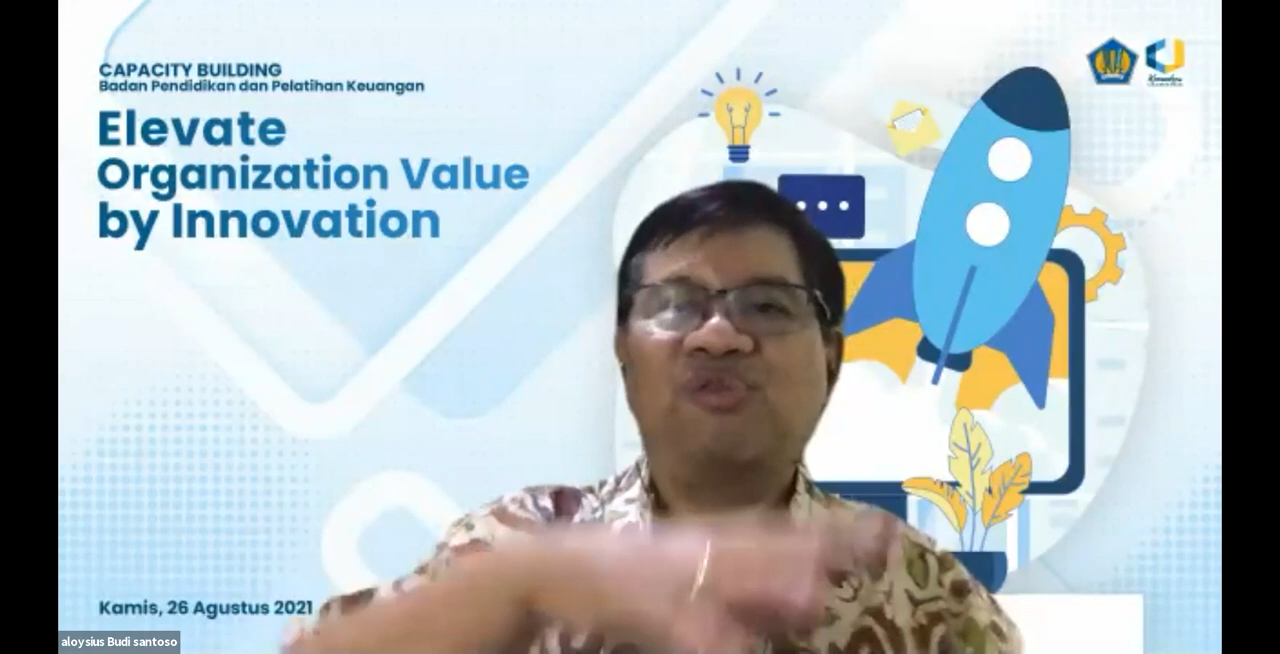 CAPACITY BUILDING
Badan Pendidikan dan Pelatihan Keuangan
Elevate
Organization Value
by Innovation
Kamis, 26 Agustus 2021
aloysius Budi santoso